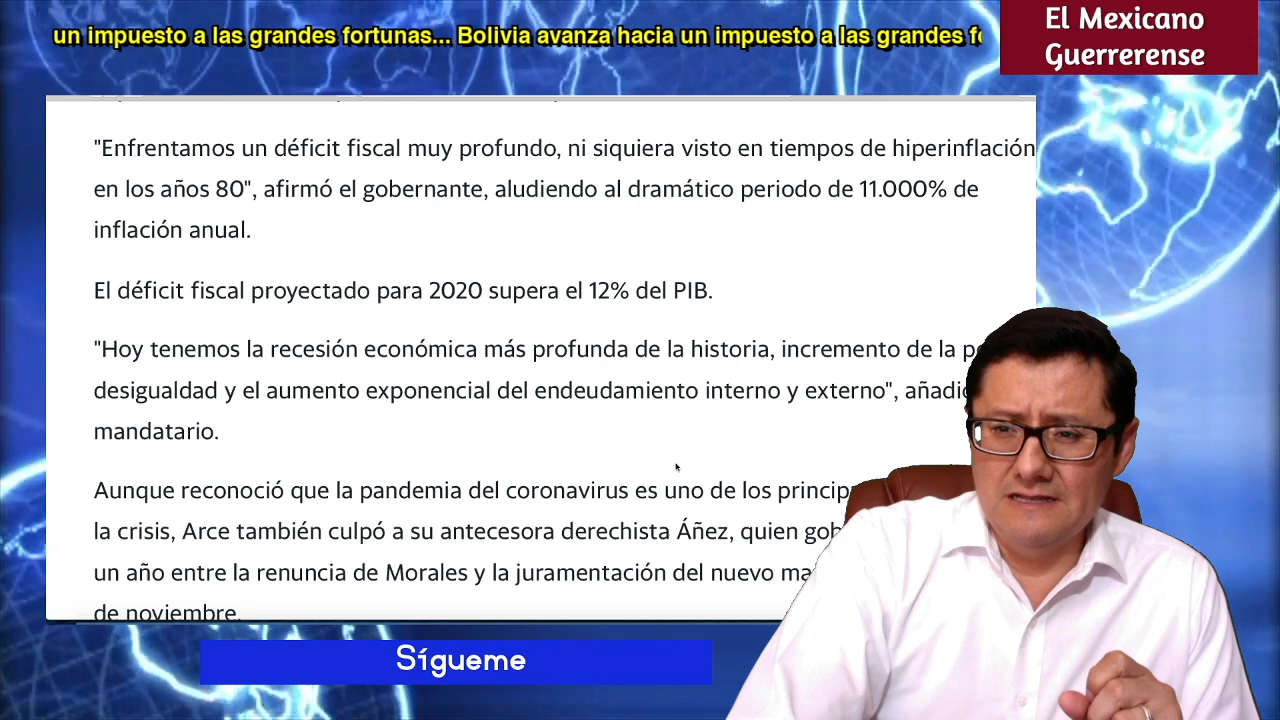 un impuesto a las grandes fortunas... Bolivia avanza hacia un impuesto a las grandes
El Mexicano
Guerrerense
"Enfrentamos un déficit fiscal muy profundo, ni siquiera visto en tiempos de hiperinflación
en los años 80", afirmó el gobernante, aludiendo al dramático periodo de 11.000% de
inflación anual.
El déficit fiscal proyectado para 2020 supera el 12% del PIB.
"Hoy tenemos la recesión económica más profunda de la historia, incremento de la
desigualdad y el aumento exponencial del endeudamiento interno y externo",
mandatario.
Aunque reconoció que la pandemia del coronavirus es uno de los
la crisis, Arce también culpó a su antecesora derechista Áñez, quien
un año entre la renuncia de Morales y la juramentación del nuevo
de noviembre.
Sígueme